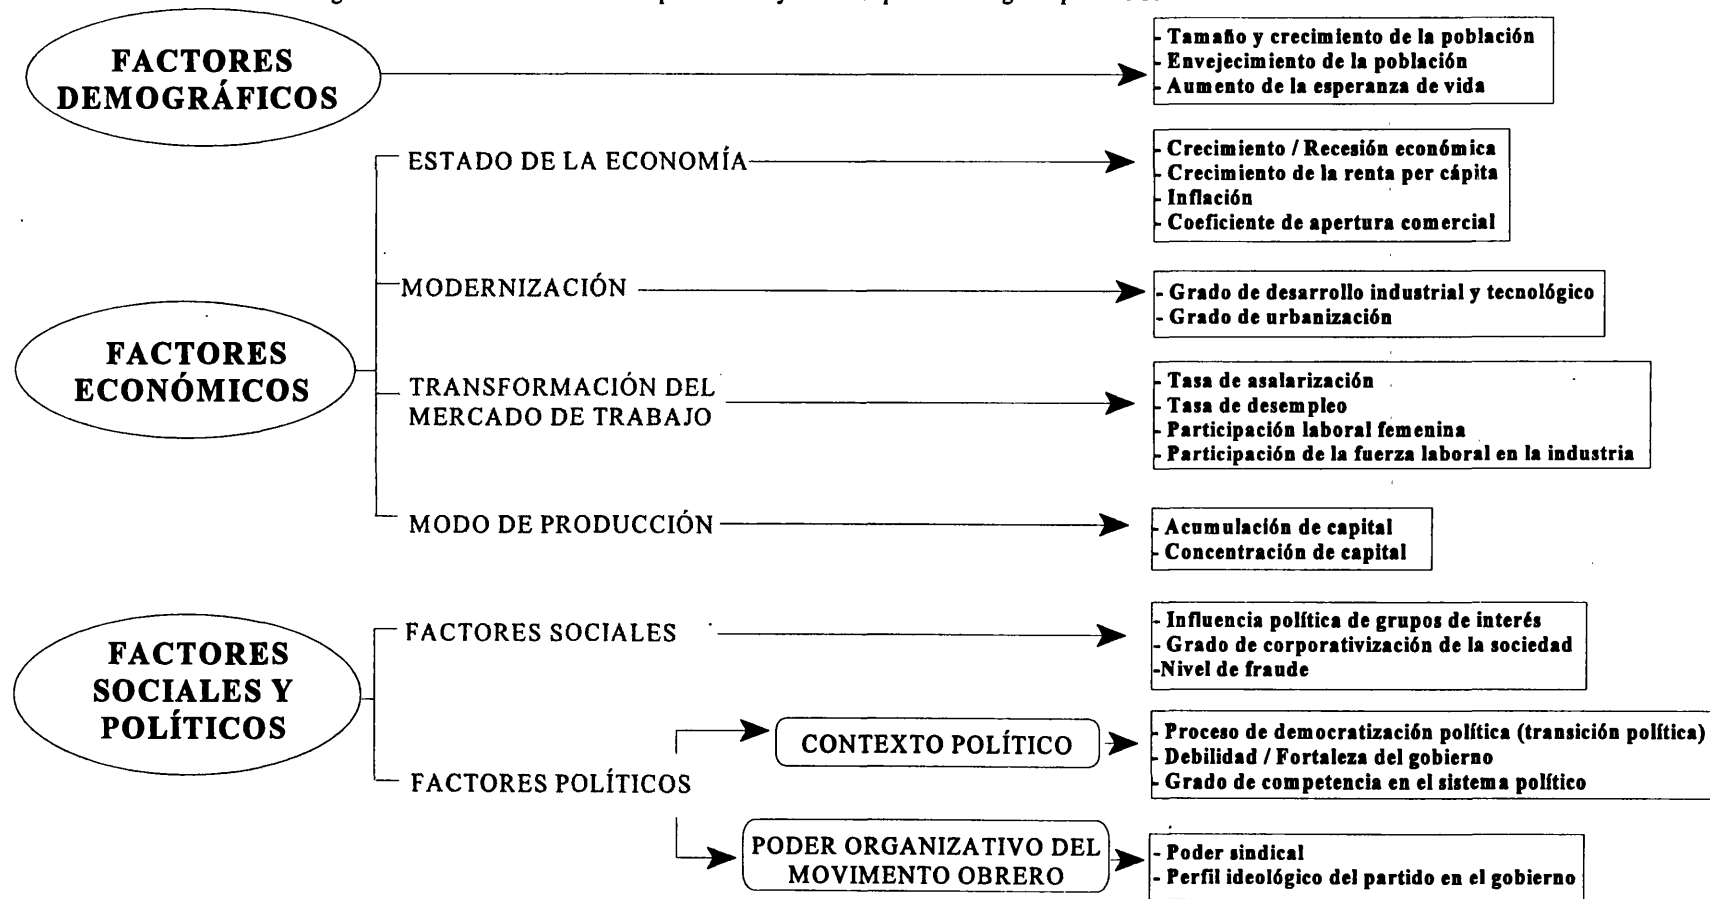 FACTORES
DEMOGRÁFICOS
- Tamaño y crecimiento de la población
- Envejecimiento de la población
- Aumento de la esperanza de vida
FACTORES
ECONÓMICOS
ESTADO DE LA ECONOMÍA
- Crecimiento / Recesión económica
- Crecimiento de la renta per cápita
- Inflación
- Coeficiente de apertura comercial
MODERNIZACIÓN
- Grado de desarrollo industrial y tecnológico
- Grado de urbanización
TRANSFORMACIÓN DEL
MERCADO DE TRABAJO
- Tasa de asalarización
- Tasa de desempleo
- Participación laboral femenina
- Participación de la fuerza laboral en la industria
MODO DE PRODUCCIÓN
- Acumulación de capital
- Concentración de capital
FACTORES
SOCIALES Y
POLÍTICOS
FACTORES SOCIALES
- Influencia política de grupos de interés
- Grado de corporativización de la sociedad
-Nivel de fraude
FACTORES POLÍTICOS
CONTEXTO POLÍTICO
- Proceso de democratización política (transición política)
- Debilidad / Fortaleza del gobierno
- Grado de competencia en el sistema político
PODER ORGANIZATIVO DEL
MOVIMENTO OBRERO
- Poder sindical
- Perfil ideológico del partido en el gobierno